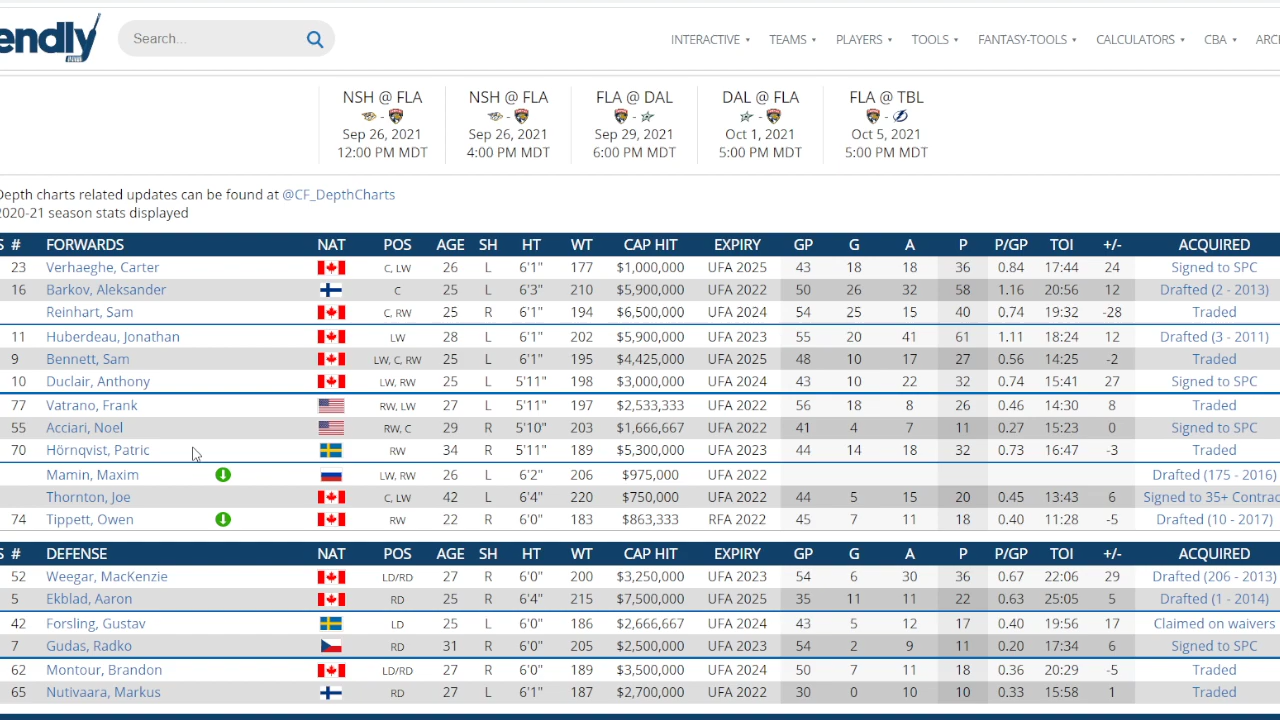 endly
Search...
INTERACTIVE TEAMS PLAYERS TOOLS FANTASY-TOOLS CALCULATORS CBA ARC
NSH @ FLA NSH @ FLA FLA @ DAL DAL @ FLA FLA @ TBL
- - - - -
Sep 26, 2021 Sep 26, 2021 Sep 29, 2021 Oct 1, 2021 Oct 5, 2021
12:00 PM MDT 4:00 PM MDT 6:00 PM MDT 5:00 PM MDT 5:00 PM MDT
Depth charts related updates can be found at @CF_DepthCharts
2020-21 season stats displayed
S # FORWARDS NAT POS AGE SH HT WT CAP HIT EXPIRY GP G A P P/GP TOI +/- ACQUIRED
23 Verhaeghe, Carter C, LW 26 L 6'1" 177 $1,000,000 UFA 2025 43 18 18 36 0.84 17:44 24 Signed to SPC
16 Barkov, Aleksander C 25 L 6'3" 210 $5,900,000 UFA 2022 50 26 32 58 1.16 20:56 12 Drafted (2 - 2013)
Reinhart, Sam C, RW 25 R 6'1" 194 $6,500,000 UFA 2024 54 25 15 40 0.74 19:32 -28 Traded
11 Huberdeau, Jonathan LW 28 L 6'1" 202 $5,900,000 UFA 2023 55 20 41 61 1.11 18:24 12 Drafted (3 - 2011)
9 Bennett, Sam LW, C, RW 25 L 6'1" 195 $4,425,000 UFA 2025 48 10 17 27 0.56 14:25 -2 Traded
10 Duclair, Anthony LW, RW 25 L 5'11" 198 $3,000,000 UFA 2024 43 10 22 32 0.74 15:41 27 Signed to SPC
77 Vatrano, Frank RW, LW 27 L 5'11" 197 $2,533,333 UFA 2022 56 18 8 26 0.46 14:30 8 Traded
55 Acciari, Noel RW, C 29 R 5'10" 203 $1,666,667 UFA 2022 41 4 7 11 0.27 15:23 0 Signed to SPC
70 Hörnqvist, Patric RW 34 R 5'11" 189 $5,300,000 UFA 2023 44 14 18 32 0.73 16:47 -3 Traded
Mamin, Maxim LW, RW 26 L 6'2" 206 $975,000 UFA 2022 Drafted (175 - 2016)
Thornton, Joe C, LW 42 L 6'4" 220 $750,000 UFA 2022 44 5 15 20 0.45 13:43 6 Signed to 35+ Contrac
74 Tippett, Owen RW 22 R 6'0" 183 $863,333 RFA 2022 45 7 11 18 0.40 11:28 -5 Drafted (10 - 2017)
S # DEFENSE NAT POS AGE SH HT WT CAP HIT EXPIRY GP G A P P/GP TOI +/- ACQUIRED
52 Weegar, MacKenzie LD/RD 27 R 6'0" 200 $3,250,000 UFA 2023 54 6 30 36 0.67 22:06 29 Drafted (206 - 2013)
5 Ekblad, Aaron RD 25 R 6'4" 215 $7,500,000 UFA 2025 35 11 11 22 0.63 25:05 5 Drafted (1 - 2014)
42 Forsling, Gustav LD 25 L 6'0" 186 $2,666,667 UFA 2024 43 5 12 17 0.40 19:56 17 Claimed on waivers
7 Gudas, Radko RD 31 R 6'0" 205 $2,500,000 UFA 2023 54 2 9 11 0.20 17:34 6 Signed to SPC
62 Montour, Brandon LD/RD 27 R 6'0" 189 $3,500,000 UFA 2024 50 7 11 18 0.36 20:29 -5 Traded
65 Nutivaara, Markus RD 27 L 6'1" 187 $2,700,000 UFA 2022 30 0 10 10 0.33 15:58 1 Traded